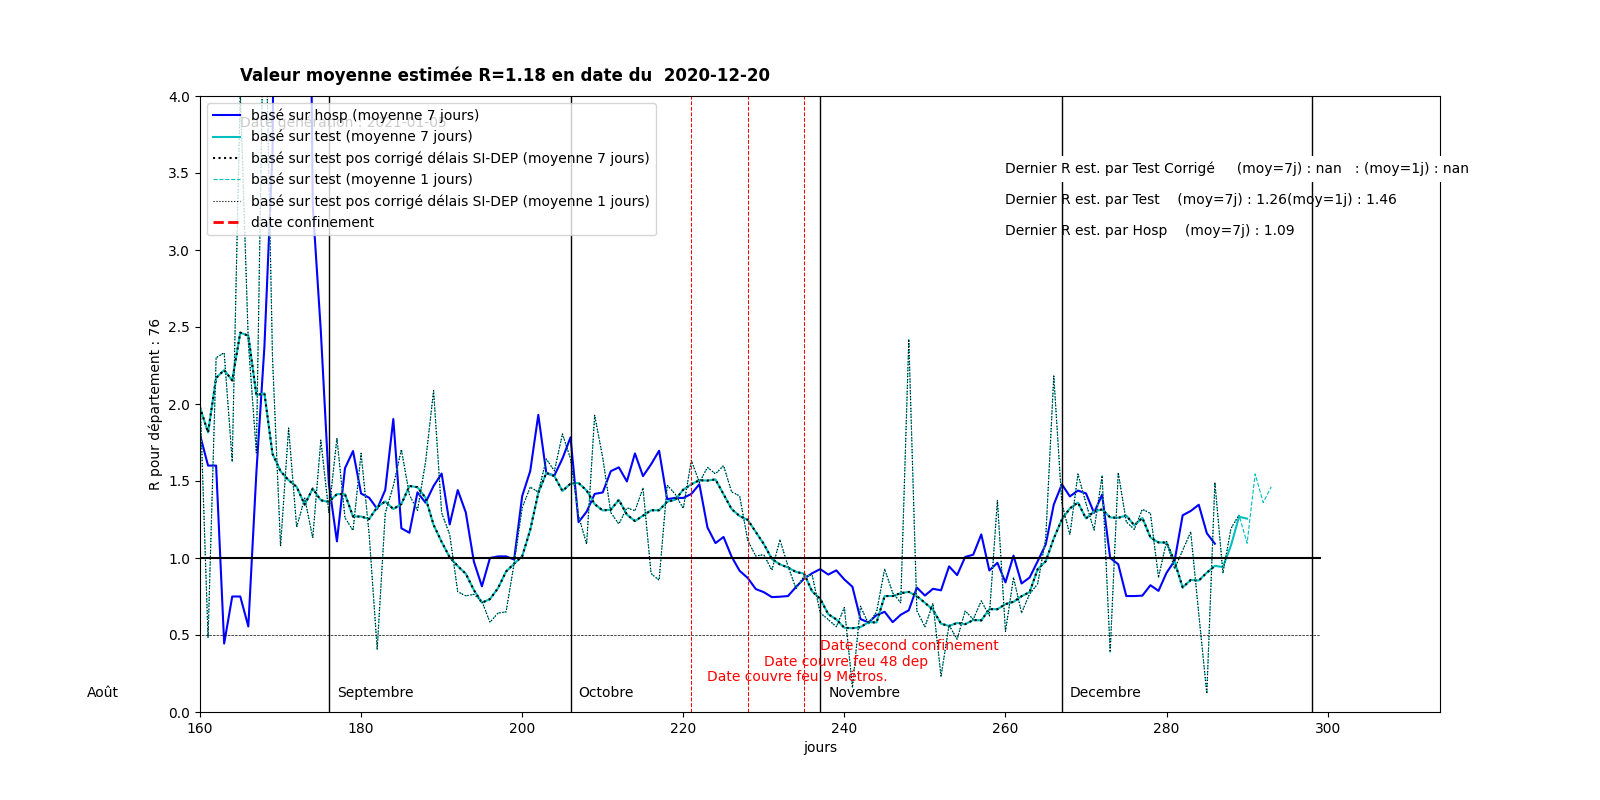 Valeur moyenne estimée R=1.18 en date du  2020-12-20
4.0
3.5
3.0
2.5
2.0
1.5
1.0
0.5
0.0
R pour département : 76
basé sur hosp (moyenne 7 jours)
basé sur test (moyenne 7 jours)
basé sur test pos corrigé délais SI-DEP (moyenne 7 jours)
basé sur test (moyenne 1 jours)
basé sur test pos corrigé délais SI-DEP (moyenne 1 jours)
date confinement
Dernier R est. par Test Corrigé     (moy=7j) : nan   : (moy=1j) : nan
Dernier R est. par Test    (moy=7j) : 1.26(moy=1j) : 1.46
Dernier R est. par Hosp    (moy=7j) : 1.09
Date second confinement
Date couvre feu 48 dep
Date couvre feu 9 Métros.
Août
Septembre
Octobre
Novembre
Decembre
160
180
200
220
240
260
280
300
jours